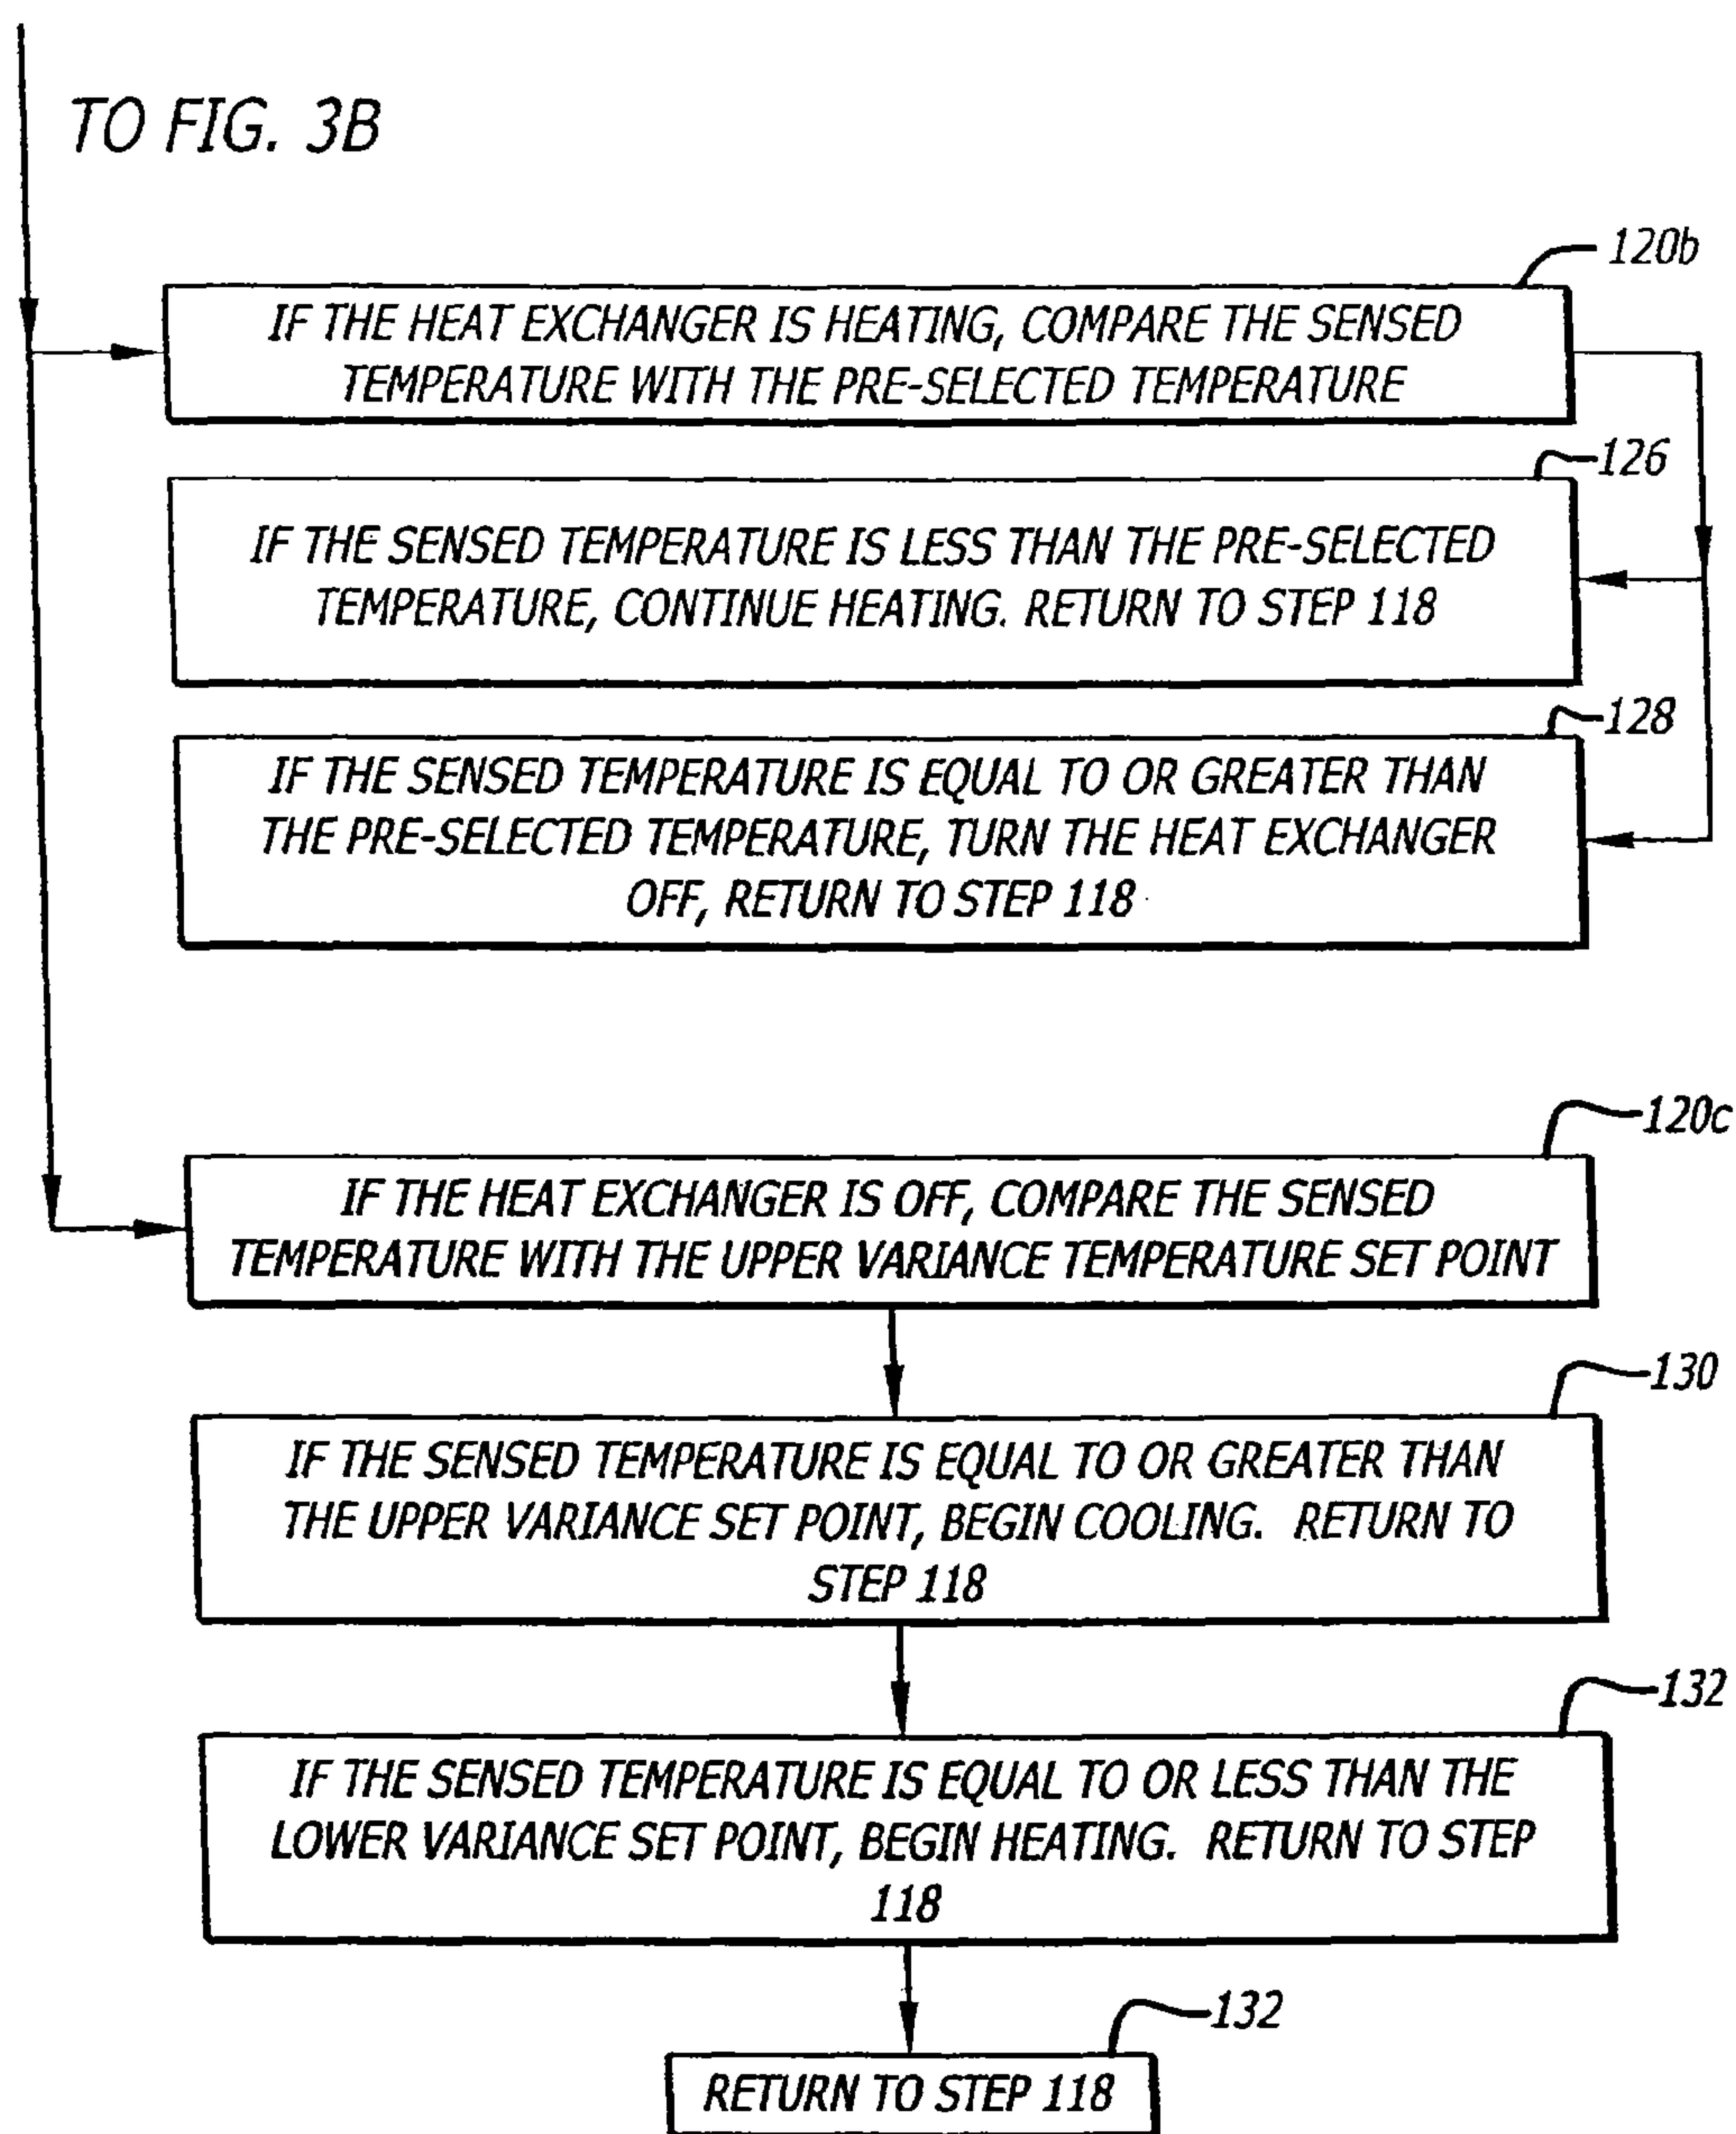 TO FIG. 3B
120b
IF THE HEAT EXCHANGER IS HEATING, COMPARE THE SENSED
TEMPERATURE WITH THE PRE-SELECTED TEMPERATURE
126
IF THE SENSED TEMPERATURE IS LESS THAN THE PRE-SELECTED
TEMPERATURE, CONTINUE HEATING. RETURN TO STEP 118
128
IF THE SENSED TEMPERATURE IS EQUAL TO OR GREATER THAN
THE PRE-SELECTED TEMPERATURE, TURN THE HEAT EXCHANGER
OFF, RETURN TO STEP 118
120c
IF THE HEAT EXCHANGER IS OFF, COMPARE THE SENSED
TEMPERATURE WITH THE UPPER VARIANCE TEMPERATURE SET POINT
130
IF THE SENSED TEMPERATURE IS EQUAL TO OR GREATER THAN
THE UPPER VARIANCE SET POINT, BEGIN COOLING. RETURN TO
STEP 118
132
IF THE SENSED TEMPERATURE IS EQUAL TO OR LESS THAN THE
LOWER VARIANCE SET POINT, BEGIN HEATING. RETURN TO STEP
118
132
RETURN TO STEP 118